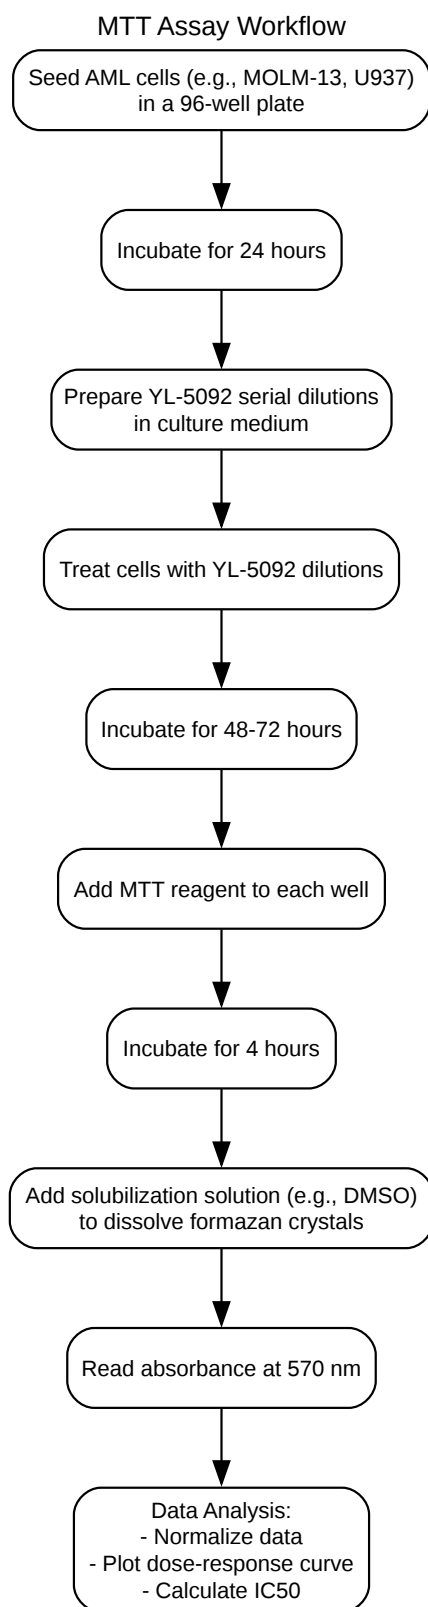 MTT Assay Workflow
Seed AML cells (e.g., MOLM-13, U937)
in a 96-well plate
Incubate for 24 hours
Prepare YL-5092 serial dilutions
in culture medium
Treat cells with YL-5092 dilutions
Incubate for 48-72 hours
Add MTT reagent to each well
Incubate for 4 hours
Add solubilization solution (e.g., DMSO)
to dissolve formazan crystals
Read absorbance at 570 nm
Data Analysis:
- Normalize data
- Plot dose-response curve
- Calculate IC50